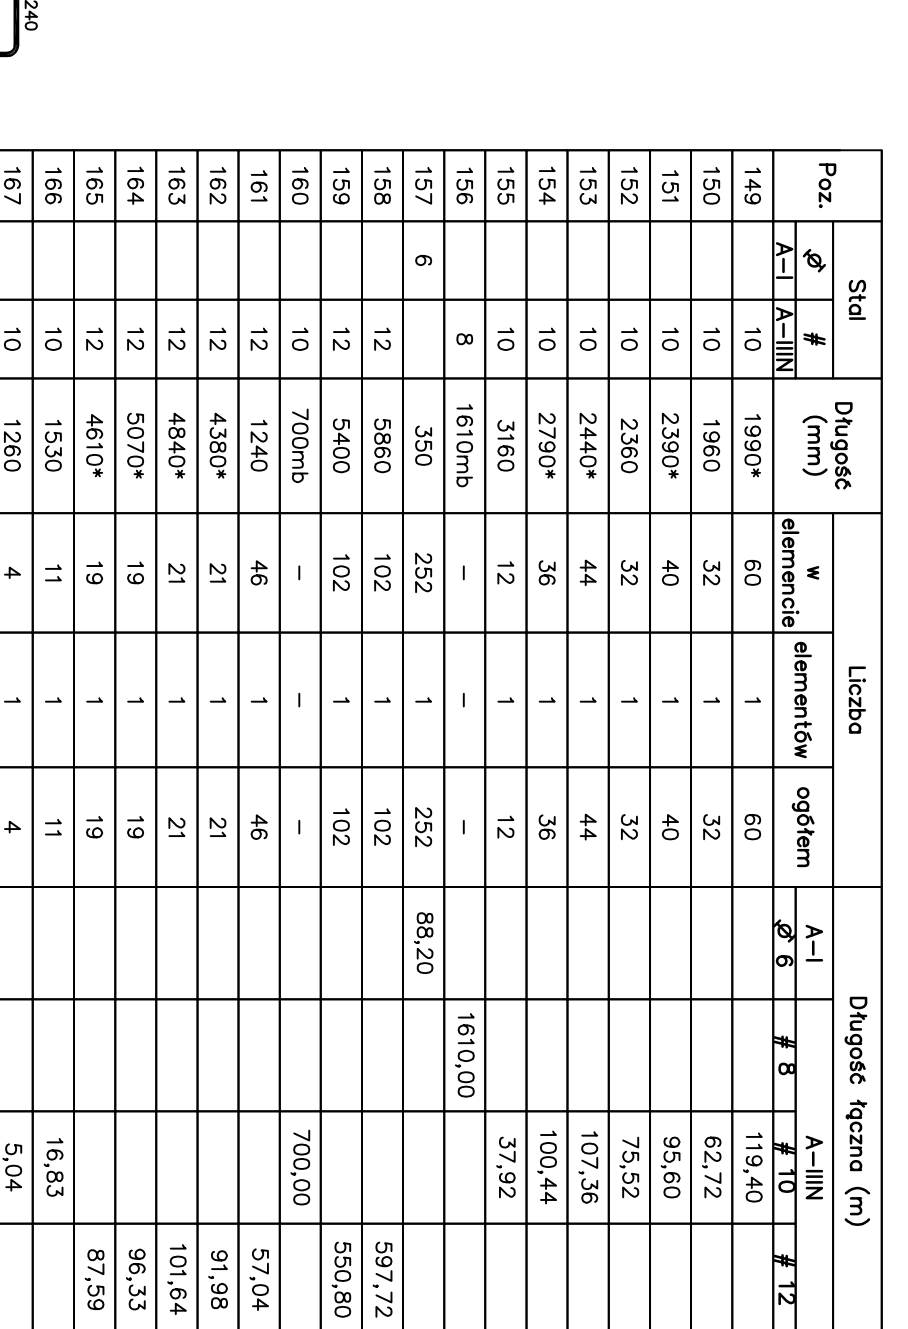 240
Poz. Stal Długość (mm) Liczba Długość łączna (m)
ϕ # w elemencie elementów ogółem A-I A-IIIN
A-I A-IIIN ϕ 6 # 8 # 10 # 12
149 10 1990* 60 1 60 119,40
150 10 1960 32 1 32 62,72
151 10 2390* 40 1 40 95,60
152 10 2360 32 1 32 75,52
153 10 2440* 44 1 44 107,36
154 10 2790* 36 1 36 100,44
155 10 3160 12 1 12 37,92
156 8 1610mb - - - 1610,00
157 6 350 252 1 252 88,20
158 12 5860 102 1 102 597,72
159 12 5400 102 1 102 550,80
160 10 700mb - - - 700,00
161 12 1240 46 1 46 57,04
162 12 4380* 21 1 21 91,98
163 12 4840* 21 1 21 101,64
164 12 5070* 19 1 19 96,33
165 12 4610* 19 1 19 87,59
166 10 1530 11 1 11 16,83
167 10 1260 4 1 4 5,04